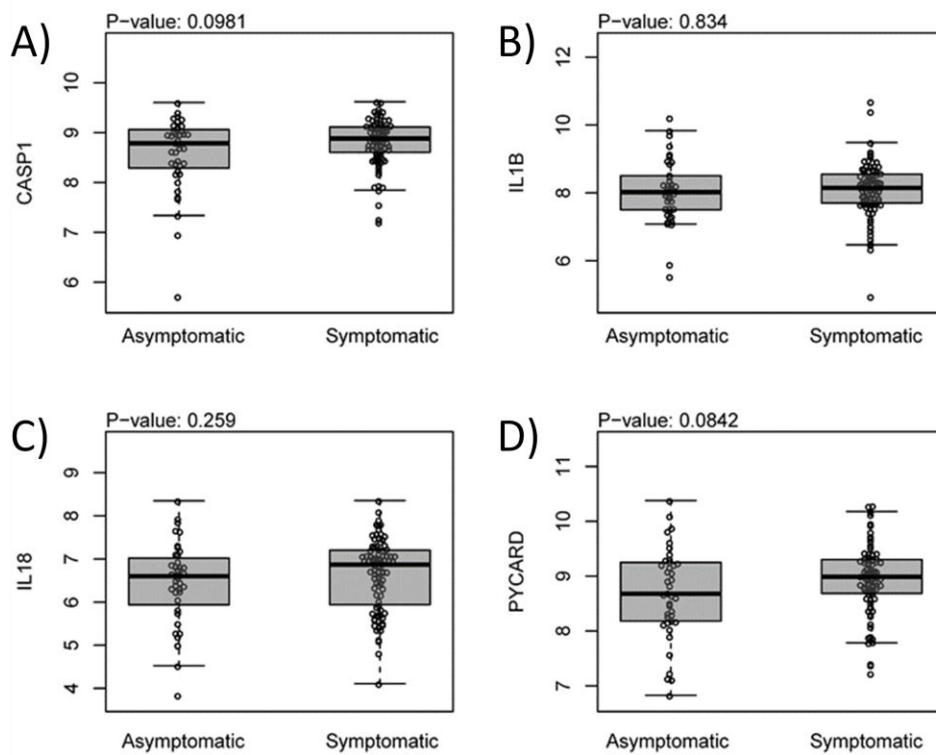 A)
P−value: 0.0981
CASP1
10
9
8
7
6
Asymptomatic Symptomatic
B)
P−value: 0.834
IL1B
12
10
8
6
Asymptomatic Symptomatic
C)
P−value: 0.259
IL18
9
8
7
6
5
4
Asymptomatic Symptomatic
D)
P−value: 0.0842
PYCARD
11
10
9
8
7
Asymptomatic Symptomatic